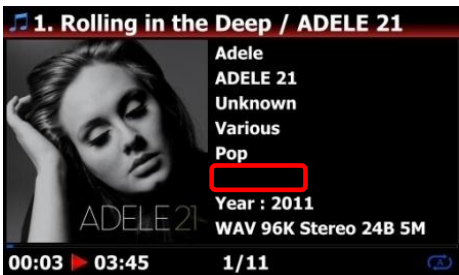 1. Rolling in the Deep / ADELE 21
Adele
ADELE 21
Unknown
Various
Pop
Year : 2011
WAV 96K Stereo 24B 5M
ADELE 21
00:03 03:45 1/11
A